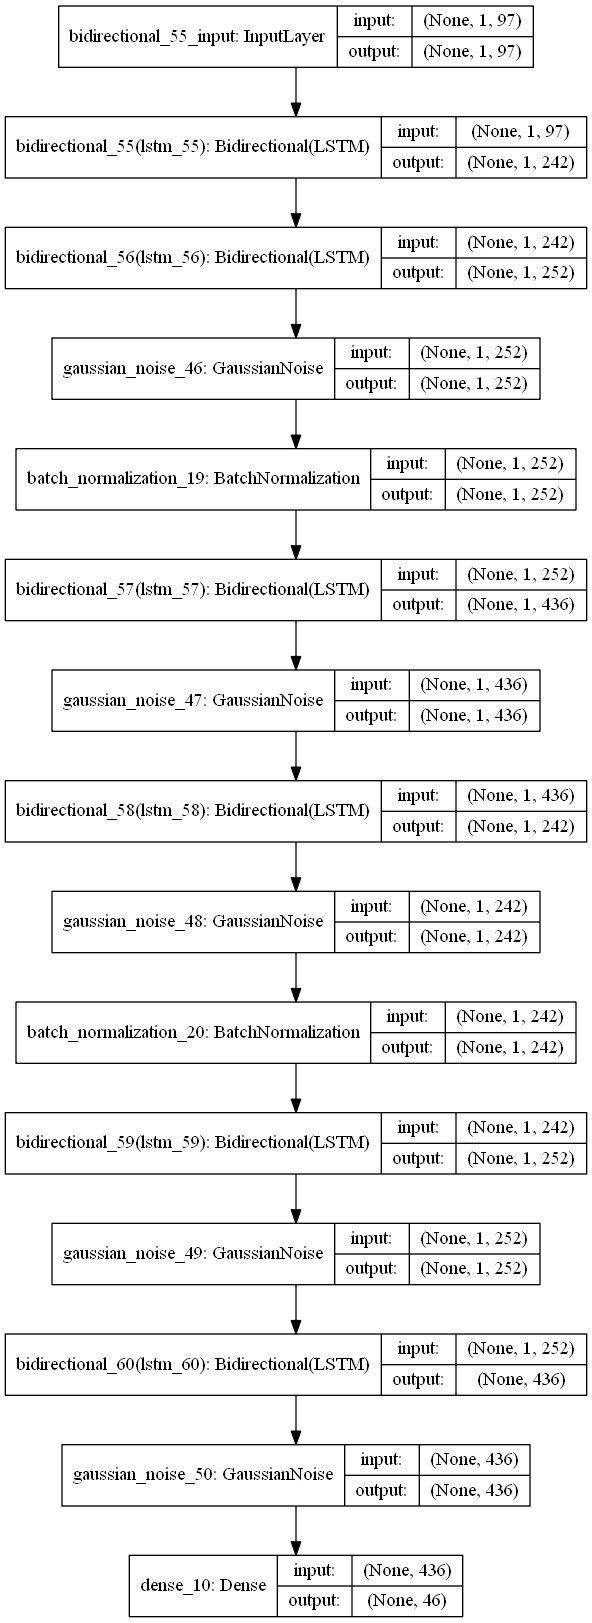 bidirectional_55_input: InputLayer
input: (None, 1, 97)
output: (None, 1, 97)
bidirectional_55(lstm_55): Bidirectional(LSTM)
input: (None, 1, 97)
output: (None, 1, 242)
bidirectional_56(lstm_56): Bidirectional(LSTM)
input: (None, 1, 242)
output: (None, 1, 252)
gaussian_noise_46: GaussianNoise
input: (None, 1, 252)
output: (None, 1, 252)
batch_normalization_19: BatchNormalization
input: (None, 1, 252)
output: (None, 1, 252)
bidirectional_57(lstm_57): Bidirectional(LSTM)
input: (None, 1, 252)
output: (None, 1, 436)
gaussian_noise_47: GaussianNoise
input: (None, 1, 436)
output: (None, 1, 436)
bidirectional_58(lstm_58): Bidirectional(LSTM)
input: (None, 1, 436)
output: (None, 1, 242)
gaussian_noise_48: GaussianNoise
input: (None, 1, 242)
output: (None, 1, 242)
batch_normalization_20: BatchNormalization
input: (None, 1, 242)
output: (None, 1, 242)
bidirectional_59(lstm_59): Bidirectional(LSTM)
input: (None, 1, 242)
output: (None, 1, 252)
gaussian_noise_49: GaussianNoise
input: (None, 1, 252)
output: (None, 1, 252)
bidirectional_60(lstm_60): Bidirectional(LSTM)
input: (None, 1, 252)
output: (None, 436)
gaussian_noise_50: GaussianNoise
input: (None, 436)
output: (None, 436)
dense_10: Dense
input: (None, 436)
output: (None, 46)